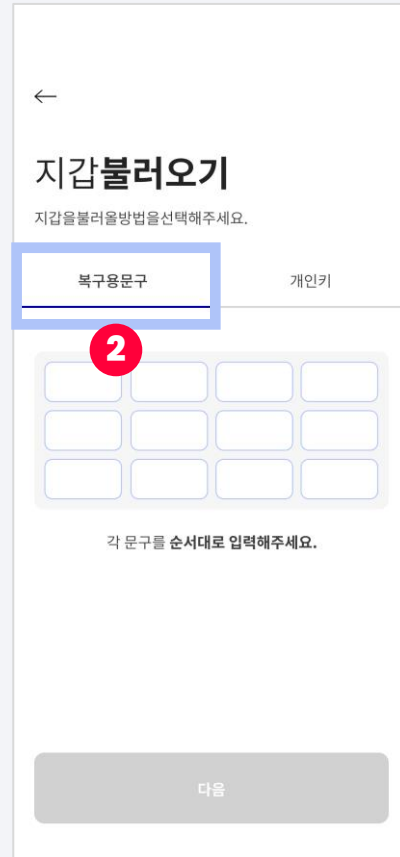 ←
지갑불러오기
지갑을불러올방법을선택해주세요.
복구용문구 개인키
2
각 문구를 순서대로 입력해주세요.
다음